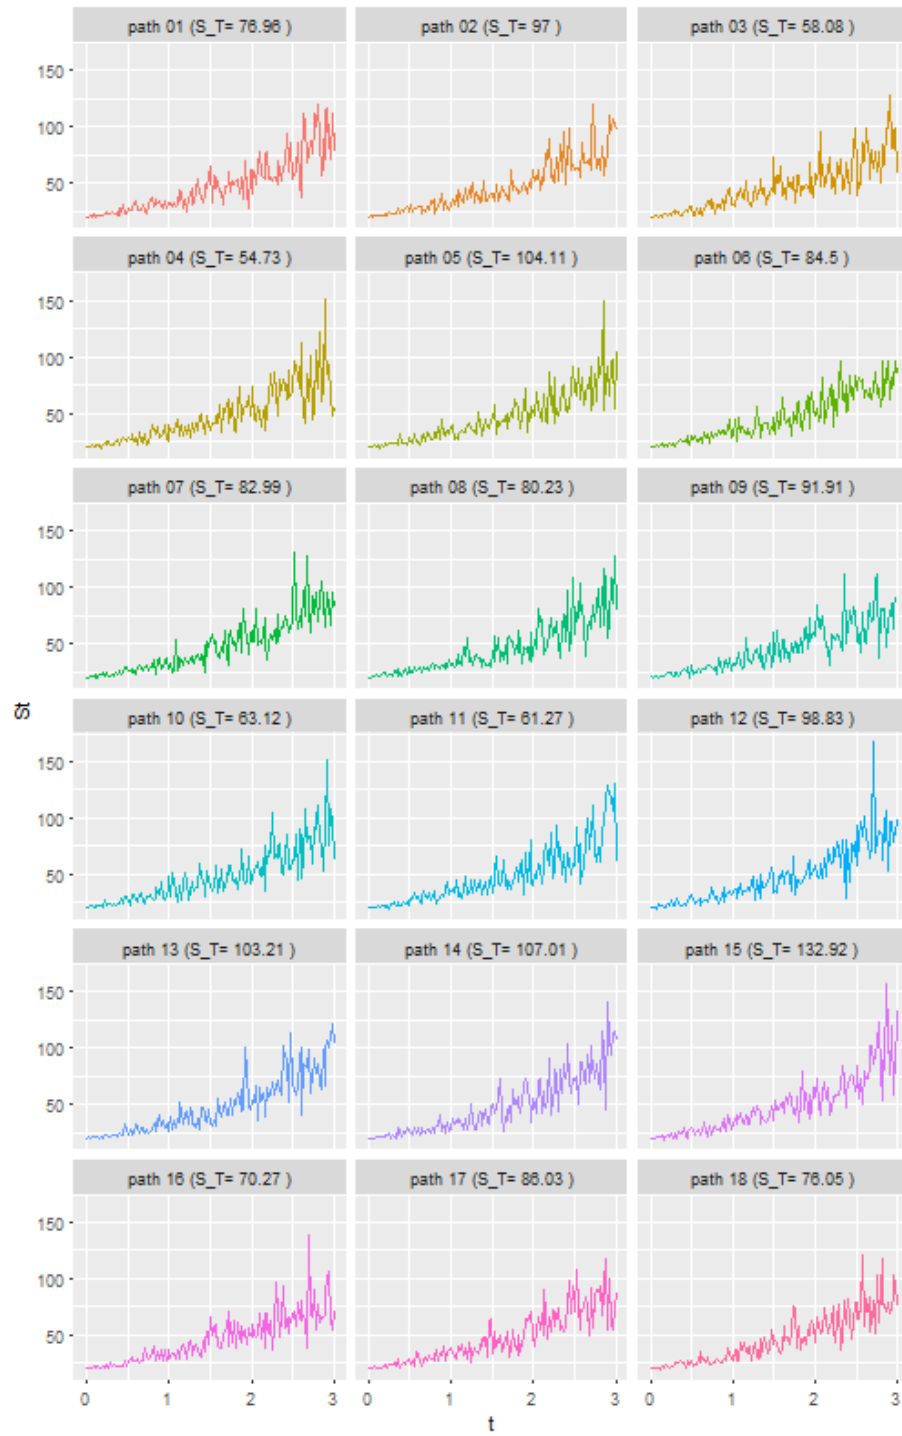 path 01 (S_T= 76.96 )
path 02 (S_T= 97 )
path 03 (S_T= 58.08 )
150
100
50
path 04 (S_T= 54.73 )
path 05 (S_T= 104.11 )
path 06 (S_T= 84.5 )
150
100
50
path 07 (S_T= 82.99 )
path 08 (S_T= 80.23 )
path 09 (S_T= 91.91 )
150
100
50
St
path 10 (S_T= 63.12 )
path 11 (S_T= 61.27 )
path 12 (S_T= 98.83 )
150
100
50
path 13 (S_T= 103.21 )
path 14 (S_T= 107.01 )
path 15 (S_T= 132.92 )
150
100
50
path 16 (S_T= 70.27 )
path 17 (S_T= 86.03 )
path 18 (S_T= 76.05 )
150
100
50
0 1 2 3
0 1 2 3
0 1 2 3
t